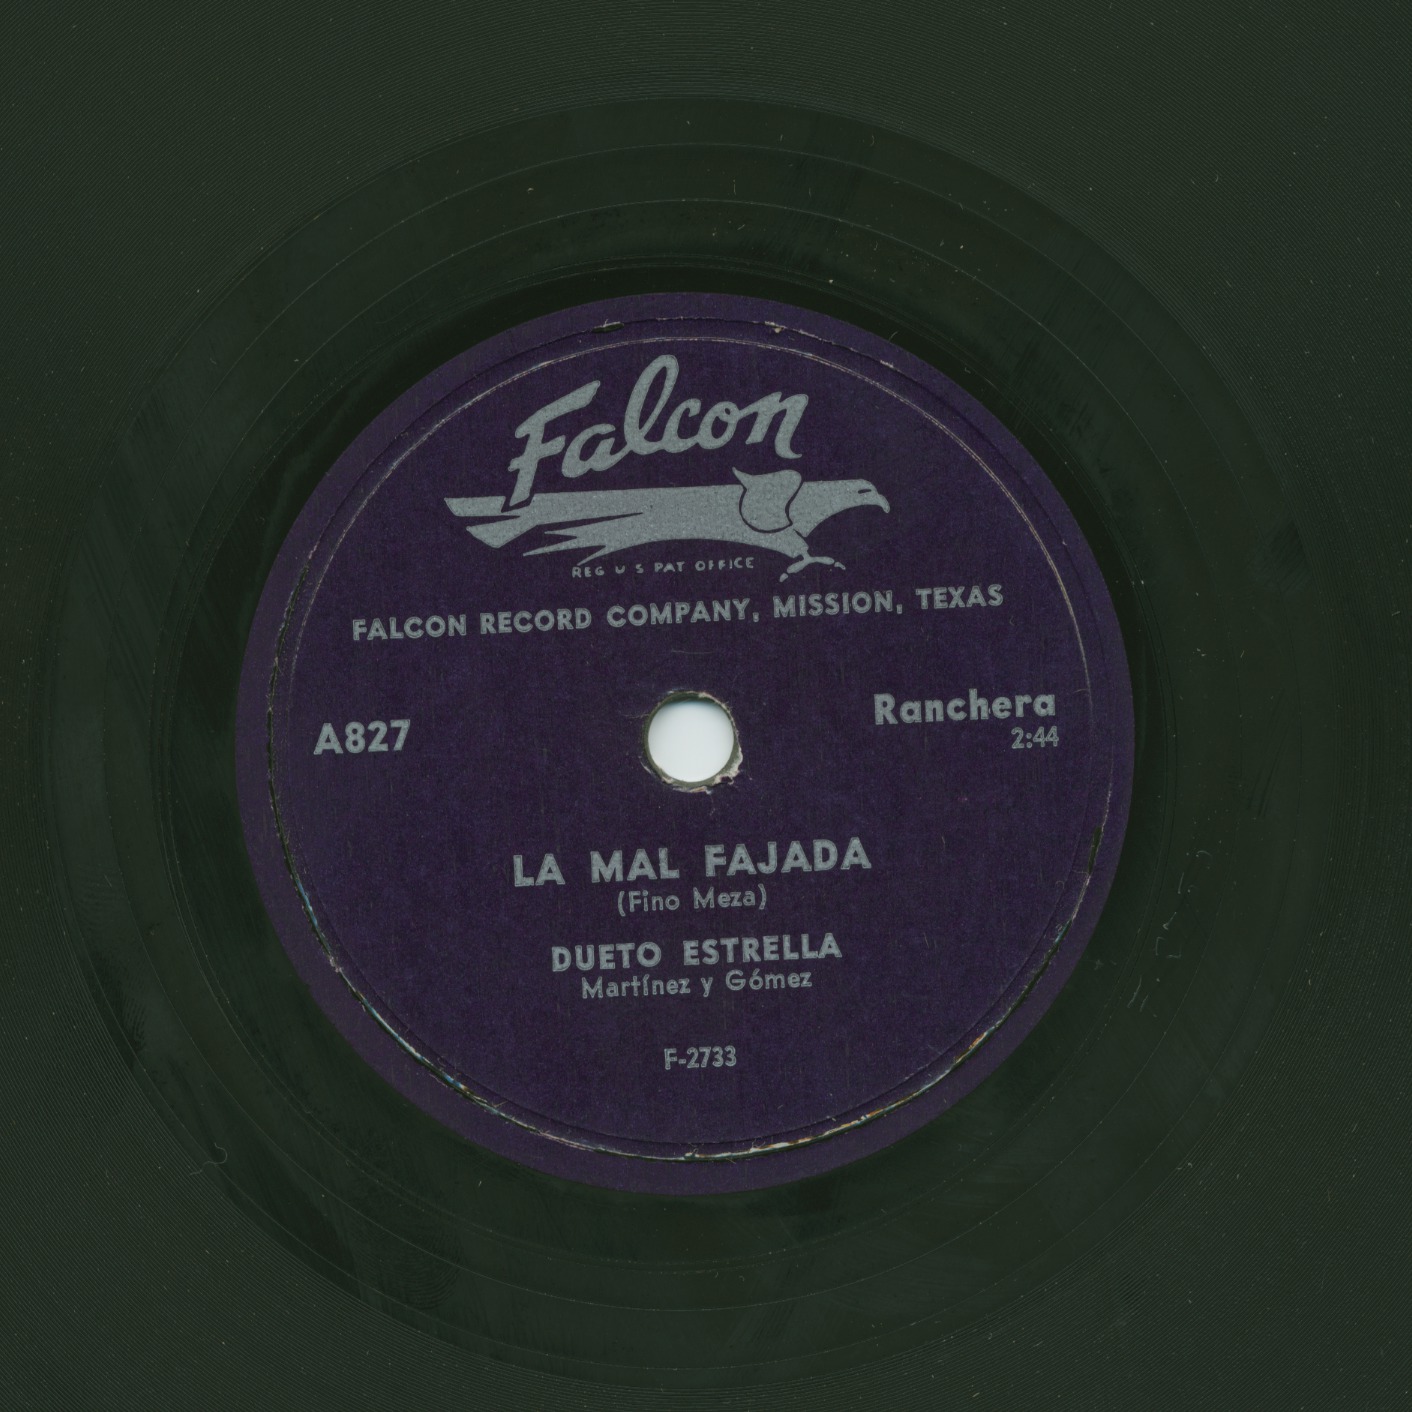 Falcon
REG U S PAT OFFICE
FALCON RECORD COMPANY, MISSION, TEXAS
A827
Ranchera
2:44
LA MAL FAJADA
(Fino Meza)
DUETO ESTRELLA
Martínez y Gómez
F-2733